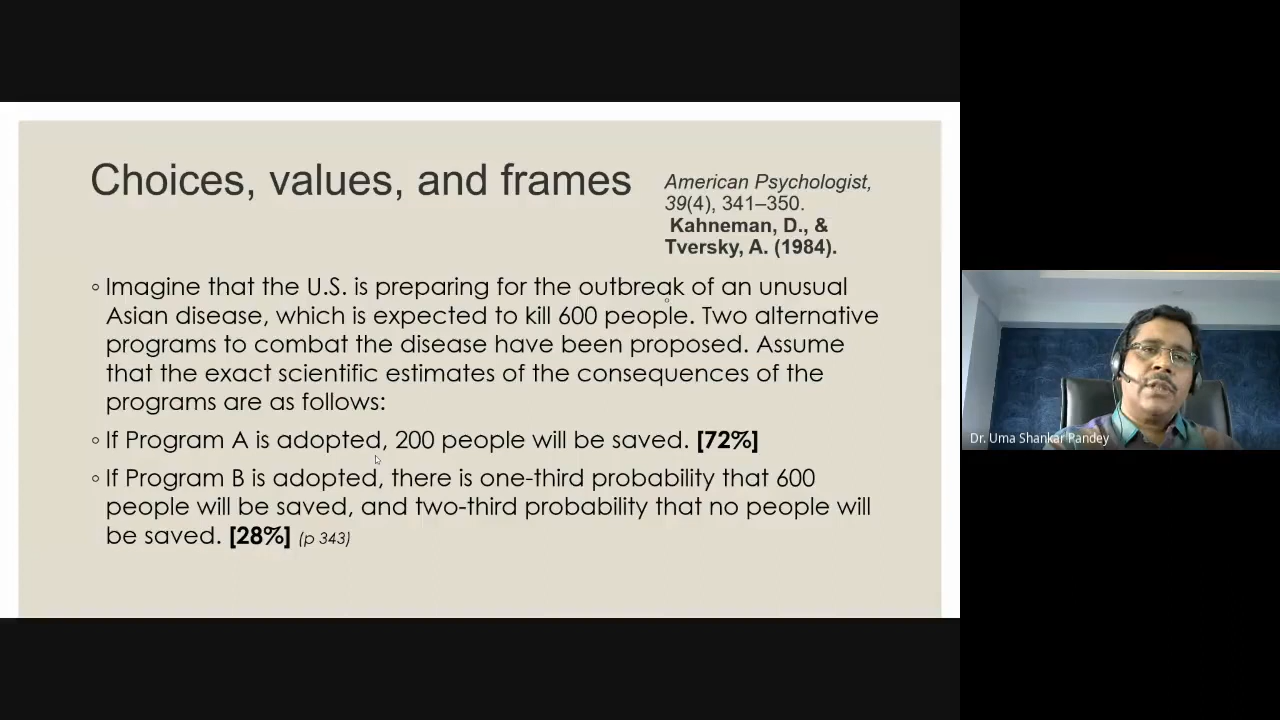 Choices, values, and frames
American Psychologist,
39(4), 341–350.
Kahneman, D., &
Tversky, A. (1984).
◦ Imagine that the U.S. is preparing for the outbreak of an unusual
Asian disease, which is expected to kill 600 people. Two alternative
programs to combat the disease have been proposed. Assume
that the exact scientific estimates of the consequences of the
programs are as follows:
◦ If Program A is adopted, 200 people will be saved. [72%]
◦ If Program B is adopted, there is one-third probability that 600
people will be saved, and two-third probability that no people will
be saved. [28%] (p 343)
Dr. Uma Shankar Pandey